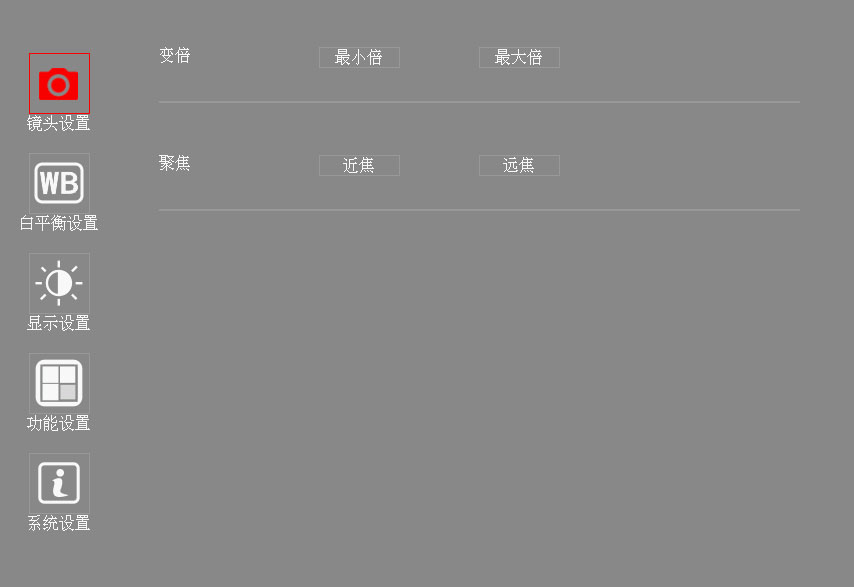 变倍 最小倍 最大倍
镜头设置
聚焦 近焦 远焦
WB
白平衡设置
显示设置
功能设置
i
系统设置